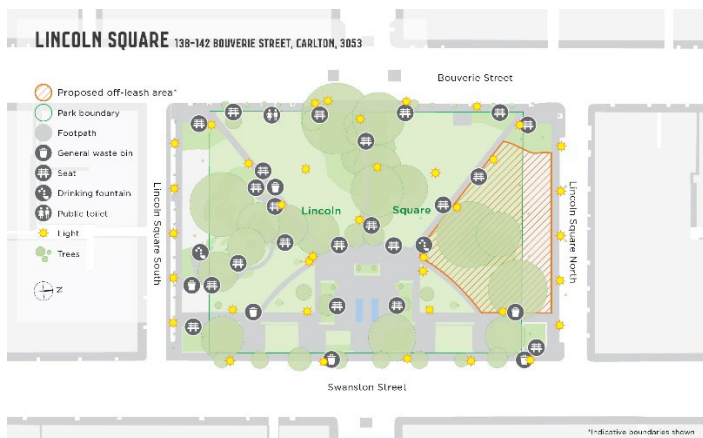 LINCOLN SQUARE 138-142 BOUVERIE STREET, CARLTON, 3053
Bouverie Street
Proposed off-leash area*
Park boundary
Footpath
General waste bin
Seat
Drinking fountain
Public toilet
Light
Trees
N
Lincoln Square South
Lincoln Square
Lincoln Square North
Swanston Street
*Indicative boundaries shown